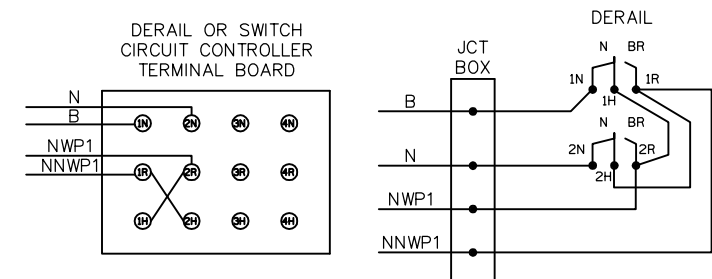 DERAIL OR SWITCH
CIRCUIT CONTROLLER
TERMINAL BOARD
N
B
NWP1
NNWP1
1N 2N 3N 4N
1R 2R 3R 4R
1H 2H 3H 4H
DERAIL
JCT
BOX
N BR
1N 1R
1H
B
N BR
2N 2R
2H
N
NWP1
NNWP1